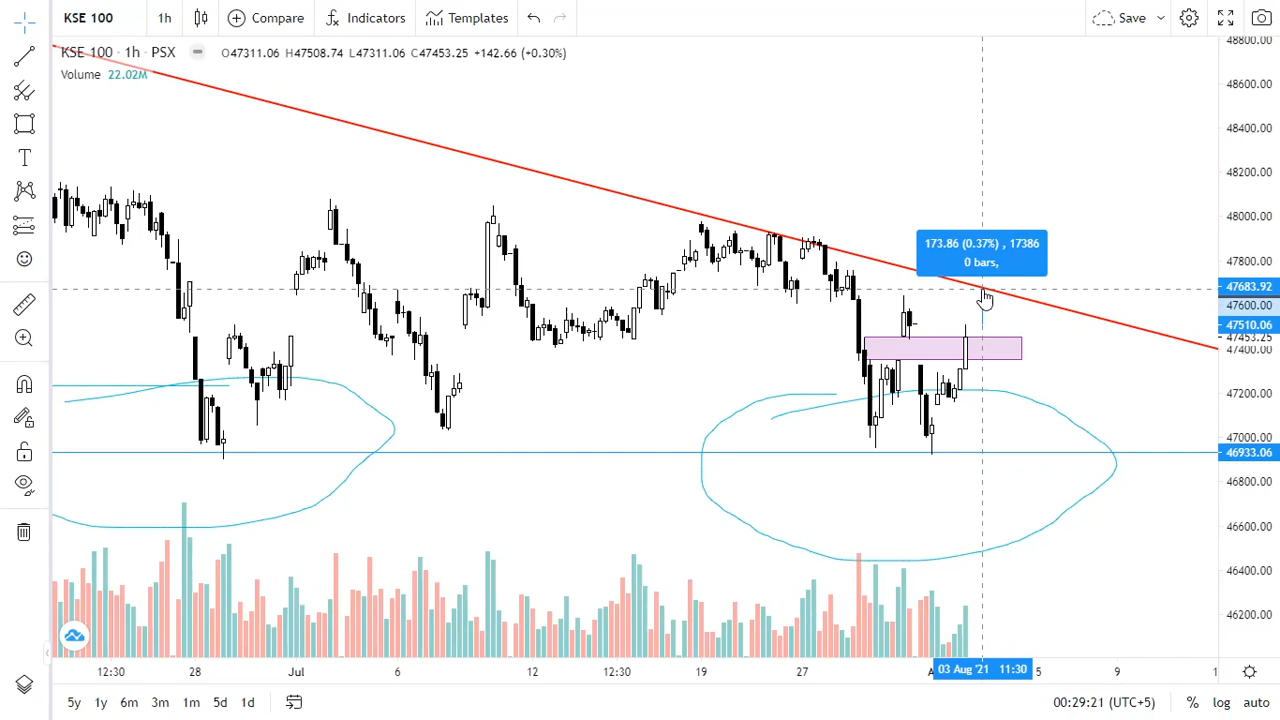 KSE 100 1h Compare Indicators Templates Save
KSE 100 · 1h · PSX O47311.06 H47508.74 L47311.06 C47453.25 +142.66 (+0.30%)
Volume 22.02M
48800.00
48600.00
48400.00
48200.00
48000.00
47800.00
173.86 (0.37%) , 17386
0 bars,
47683.92
47600.00
47510.06
47453.25
47400.00
47200.00
47000.00
46933.06
46800.00
46600.00
46400.00
46200.00
12:30 28 Jul 6 12 12:30 19 27 A 03 Aug '21 11:30 5 9 1
5y 1y 6m 3m 1m 5d 1d 00:29:21 (UTC+5) % log auto